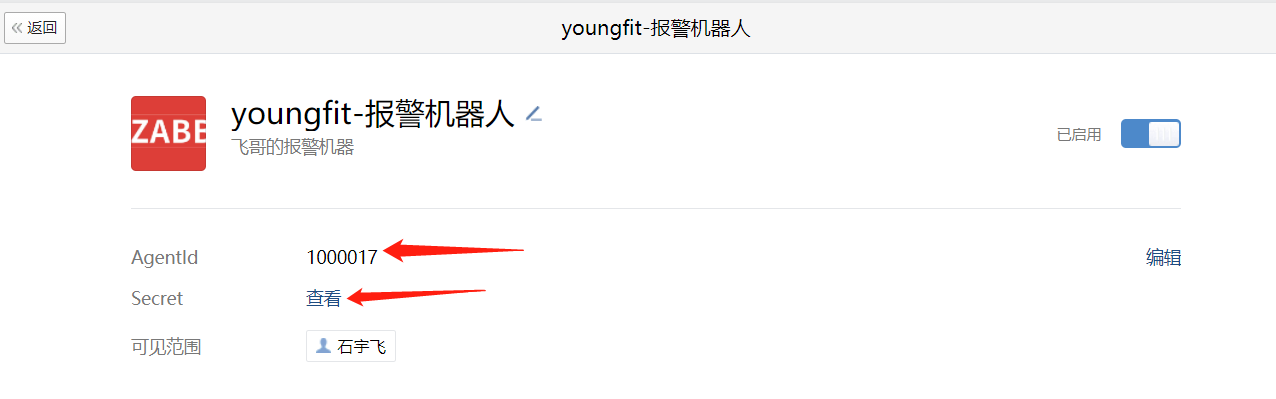 返回
youngfit-报警机器人
ZABB
youngfit-报警机器人
飞哥的报警机器
已启用
AgentId 1000017 编辑
Secret 查看
可见范围 石宇飞